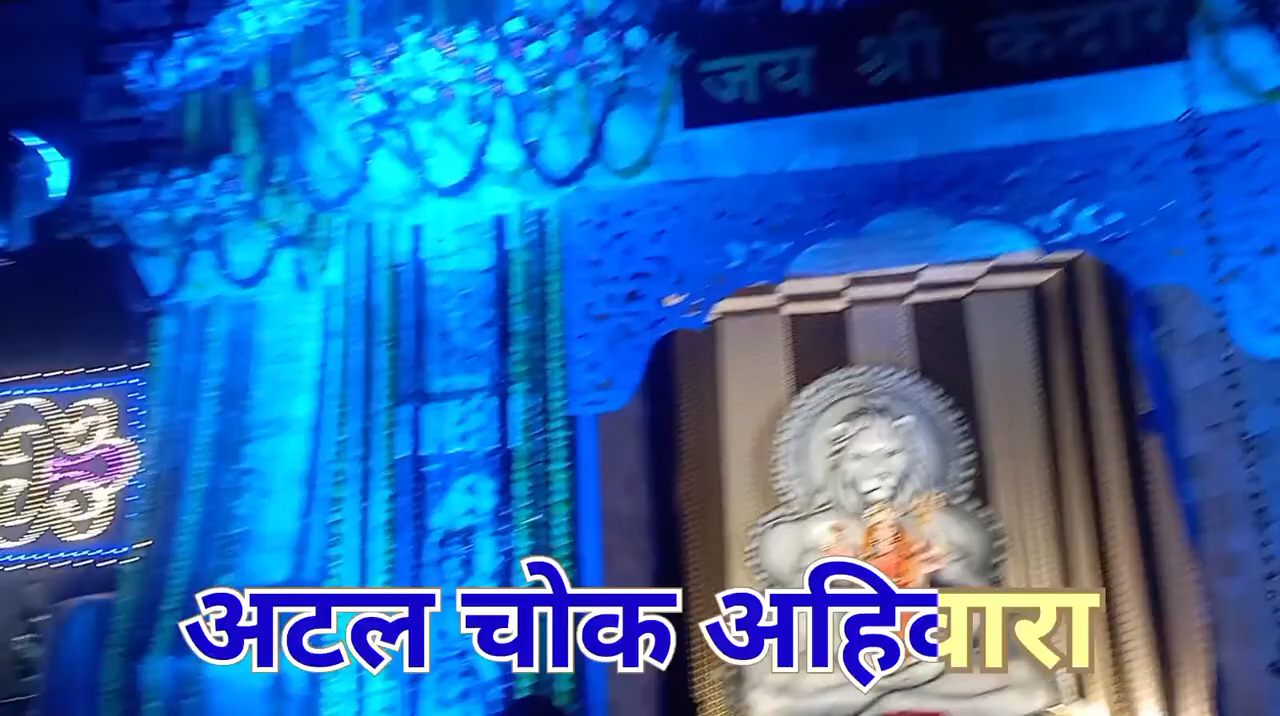 जय श्री केदार
अटल चोक अहिवारा